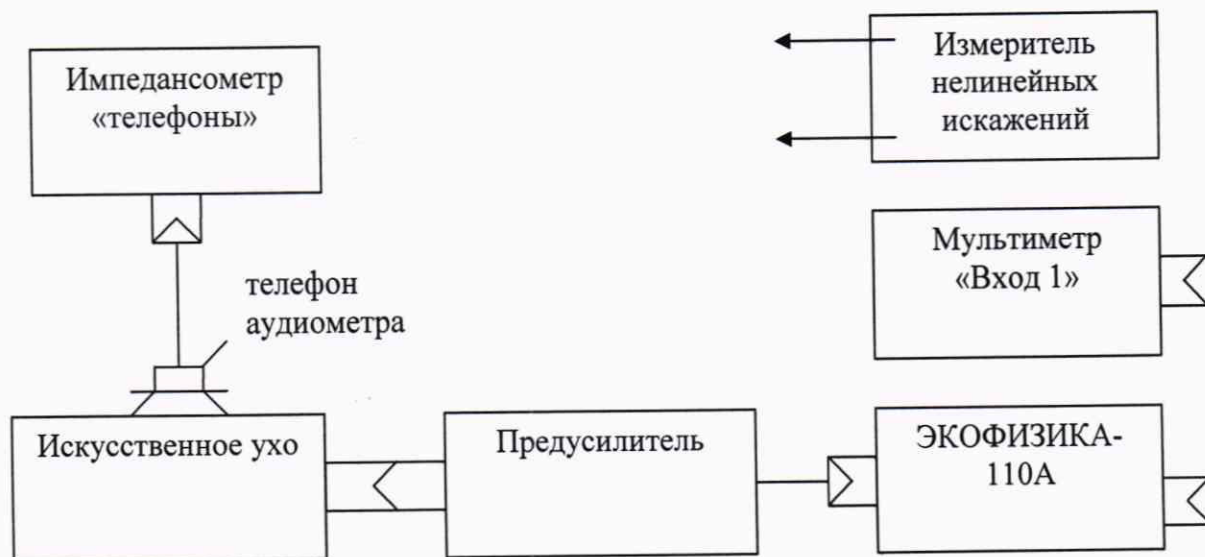 Импедансометр
«телефоны»
Измеритель
нелинейных
искажений
Мультиметр
«Вход 1»
телефон
аудиометра
Искусственное ухо
Предусилитель
ЭКОФИЗИКА-
110А